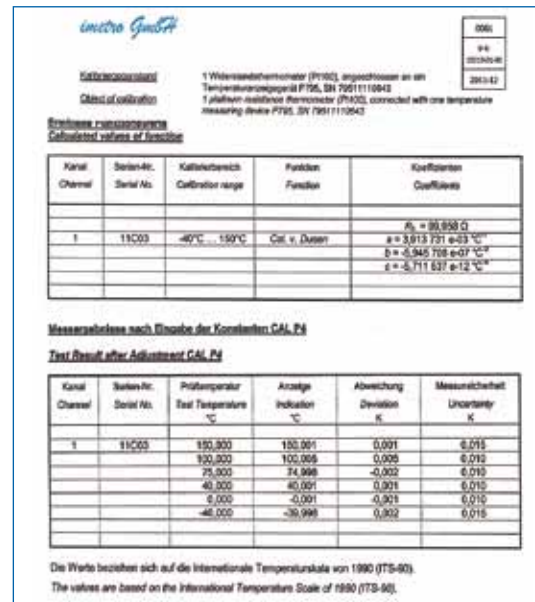 imetro GmbH
0061
2011-12
Kalibriergegenstand
1 Widerstandsthermometer (Pt100), angeschlossen an ein
Temperaturanzeigegerät P795, SN 79511110643
Object of calibration
1 platinum resistance thermometer (Pt100), connected with one temperature
measuring device P795, SN 79511110643
Calculated values of function
Kanal Serien-Nr. Kalibrierbereich Funktion Koeffizienten
Channel Serial No. Calibration range Function Coefficients
= 99,958 Ω
1 11C03 -40°C ... 150°C Cal. v. Dusen a = 3,913 731 e-03 °C
b = -5,945 708 e-07 °C
c = -5,711 637 e-12 °C
Messergebnisse nach Eingabe der Konstanten CAL P4
Test Result after Adjustment CAL P4
Kanal Serien-Nr. Prüftemperatur Anzeige Abweichung Messunsicherheit
Channel Serial No. Test Temperature Indication Deviation Uncertainty
°C °C K K
1 11C03 150,000 150,001 0,001 0,015
100,000 100,005 0,005 0,010
75,000 74,998 -0,002 0,010
40,000 40,001 0,001 0,010
0,000 -0,001 -0,001 0,010
-40,000 -39,998 0,002 0,015
Die Werte beziehen sich auf die Internationale Temperaturskala von 1990 (ITS-90).
The values are based on the International Temperature Scale of 1990 (ITS-90).